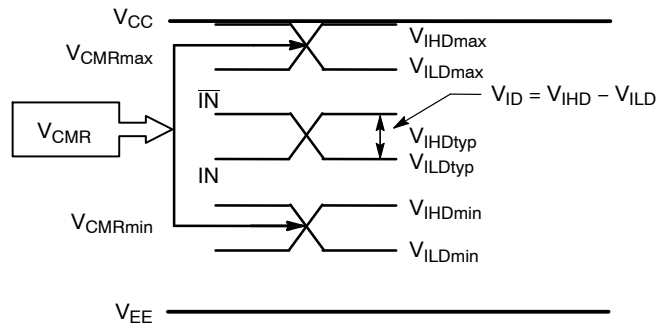 VCC
VIHDmax
VCMRmax
VILDmax
IN
VID = VIHD − VILD
VCMR
VIHDtyp
VILDtyp
IN
VIHDmin
VCMRmin
VILDmin
VEE